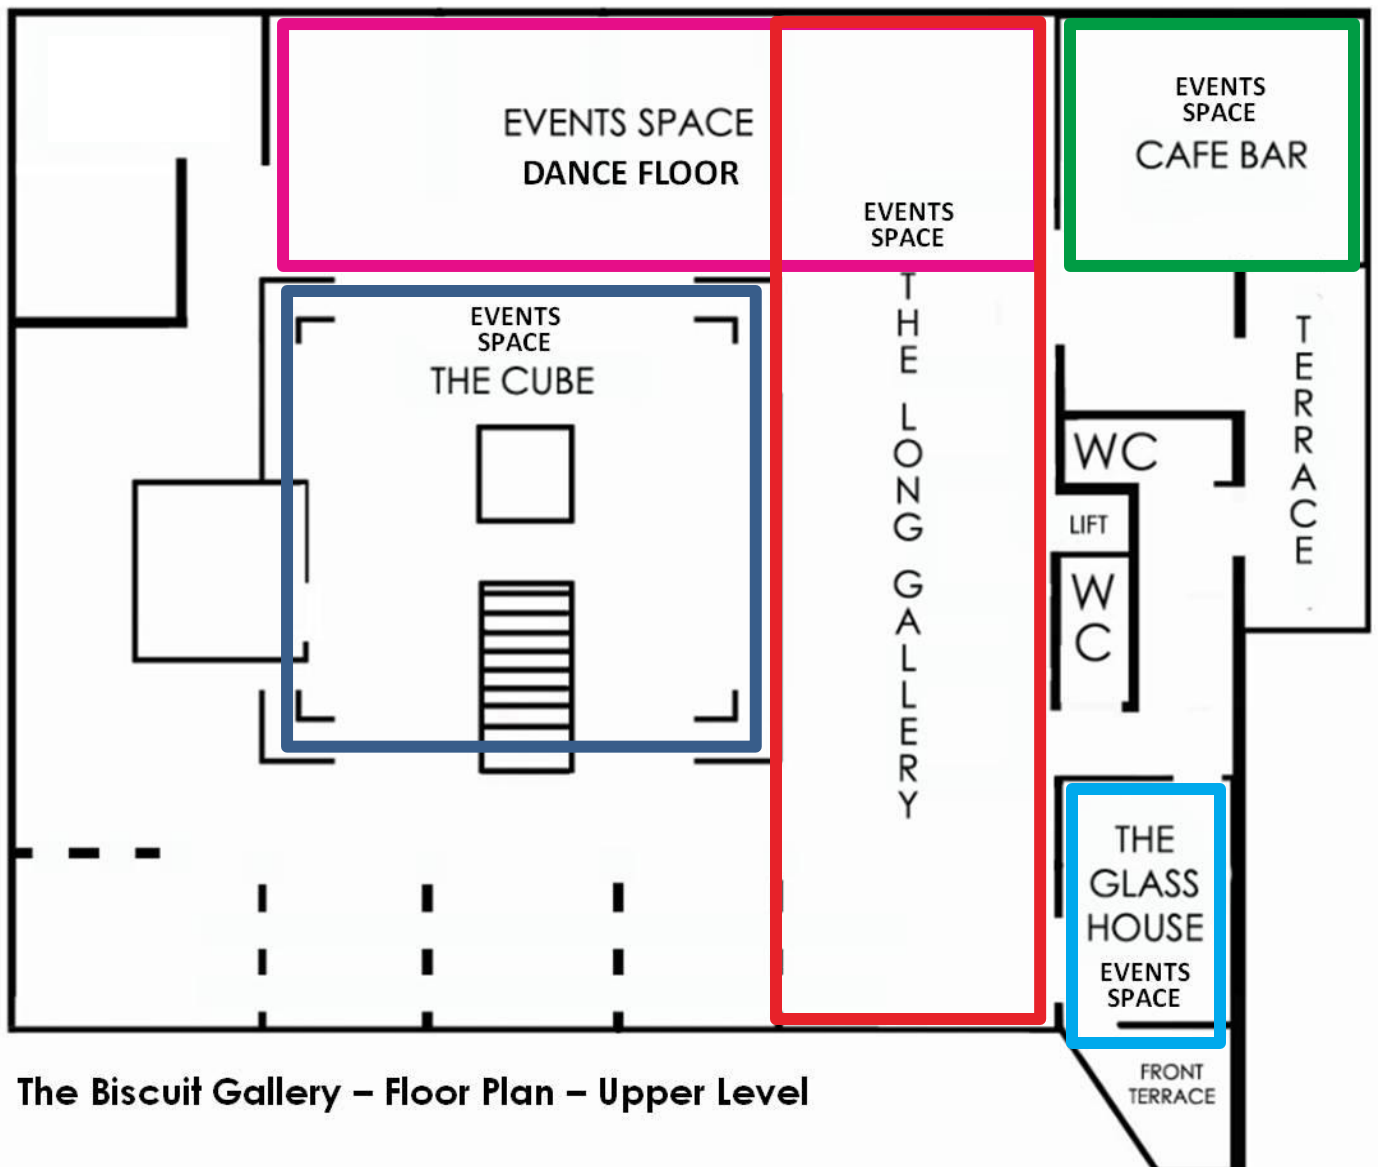 EVENTS SPACE
DANCE FLOOR
EVENTS
SPACE
CAFE BAR
EVENTS
SPACE
THE LONG GALLERY
EVENTS
SPACE
THE CUBE
TERRACE
WC
LIFT
WC
THE
GLASS
HOUSE
EVENTS
SPACE
FRONT
TERRACE
The Biscuit Gallery – Floor Plan – Upper Level